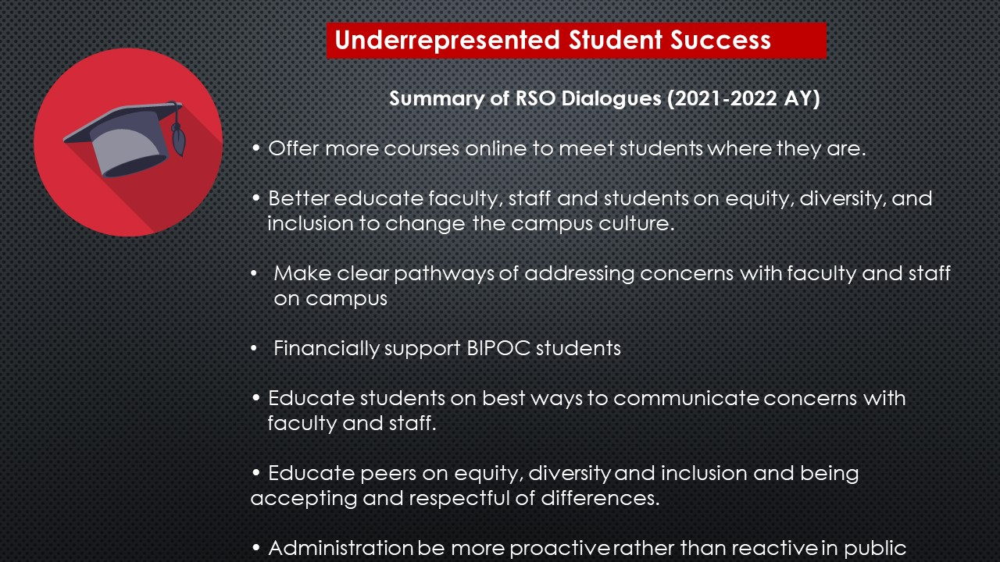 Underrepresented Student Success
Summary of RSO Dialogues (2021-2022 AY)
• Offer more courses online to meet students where they are.
• Better educate faculty, staff and students on equity, diversity, and
inclusion to change the campus culture.
• Make clear pathways of addressing concerns with faculty and staff
on campus
• Financially support BIPOC students
• Educate students on best ways to communicate concerns with
faculty and staff.
• Educate peers on equity, diversity and inclusion and being
accepting and respectful of differences.
• Administration be more proactive rather than reactive in public